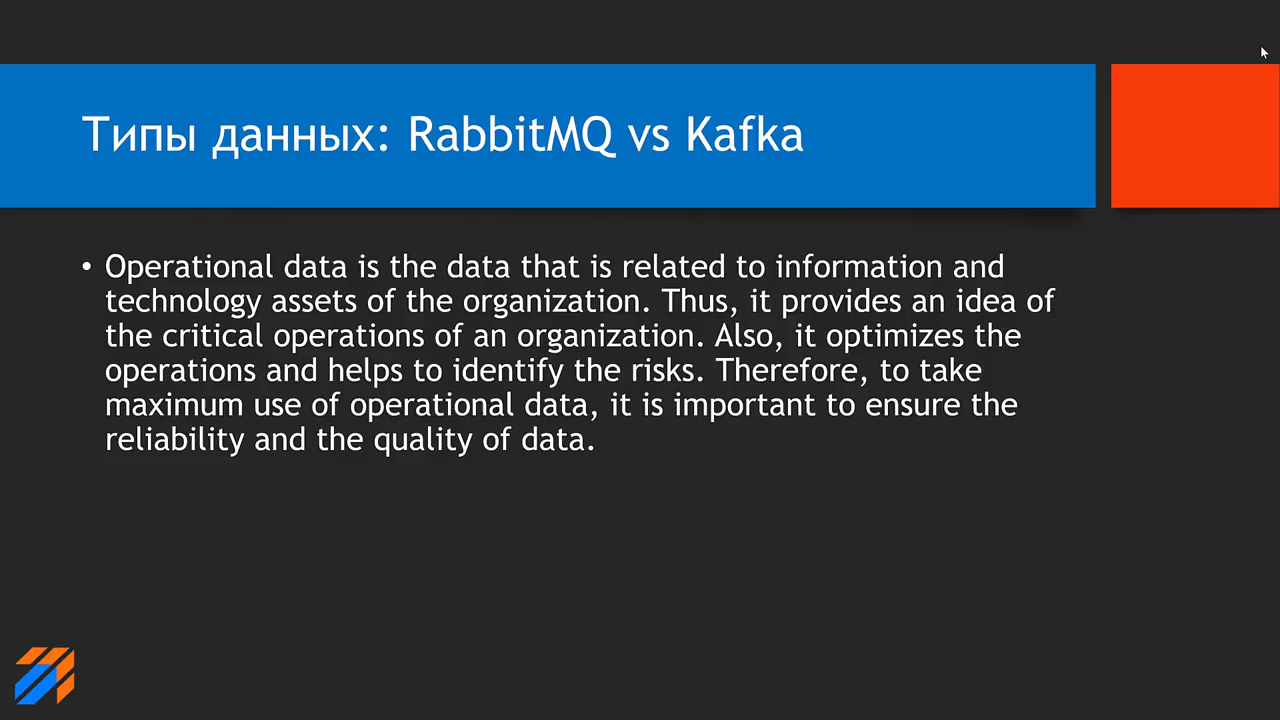 Типы данных: RabbitMQ vs Kafka
• Operational data is the data that is related to information and
technology assets of the organization. Thus, it provides an idea of
the critical operations of an organization. Also, it optimizes the
operations and helps to identify the risks. Therefore, to take
maximum use of operational data, it is important to ensure the
reliability and the quality of data.